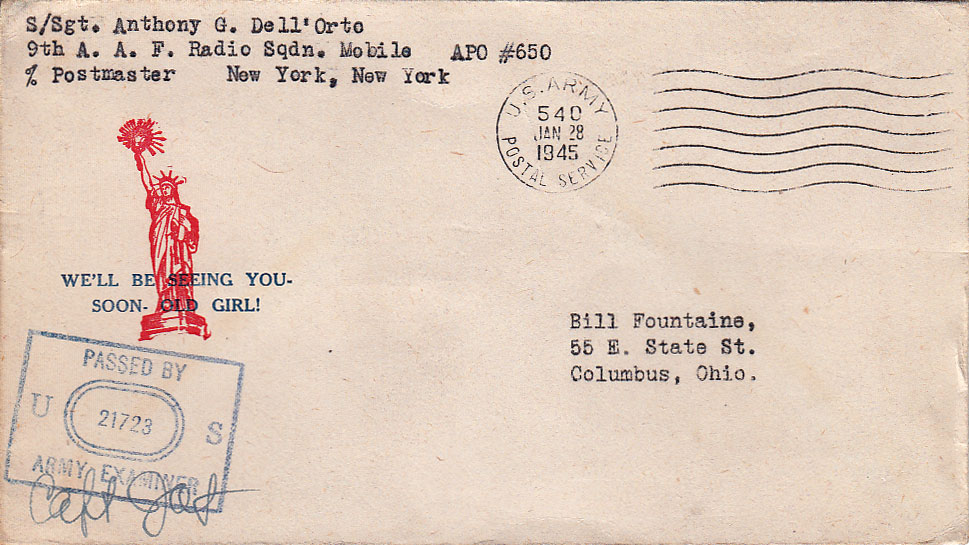 S/Sgt. Anthony G. Dell'Orto
9th A. A. F. Radio Sqdn. Mobile APO #650
% Postmaster New York, New York
U.S. ARMY
540
JAN 28
1945
POSTAL SERVICE
WE'LL BE SEEING YOU-
SOON- OLD GIRL!
Bill Fountaine,
55 E. State St.
Columbus, Ohio.
PASSED BY
U 21723 S
ARMY EXAMINER
Capt